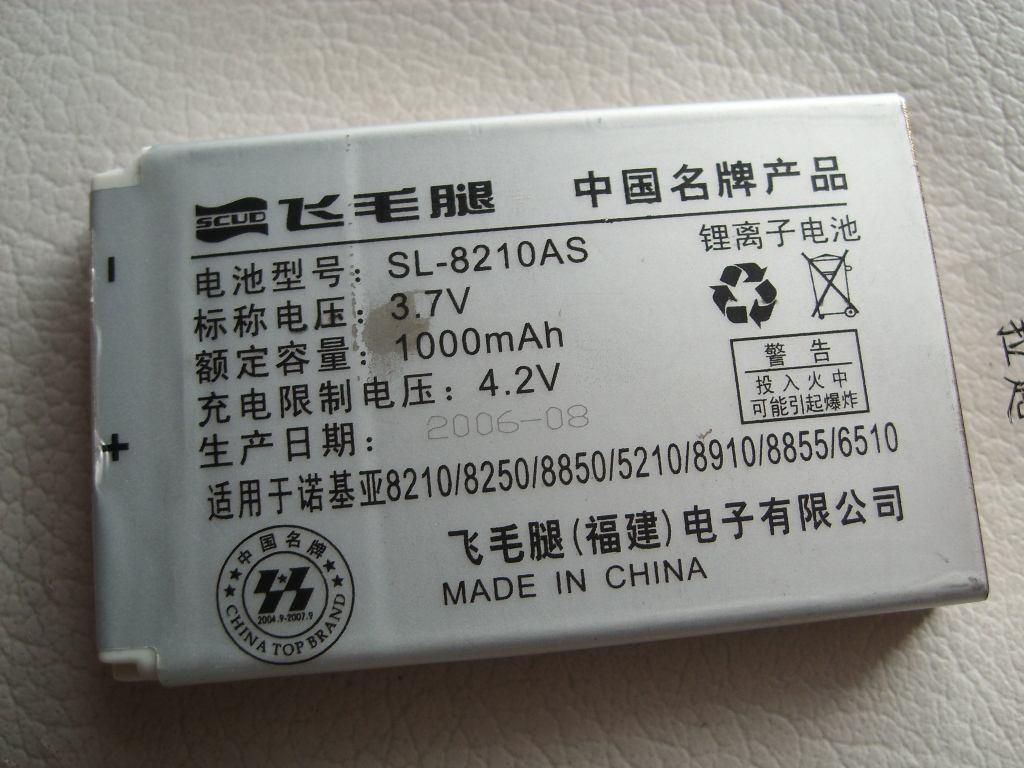 SCUD 飞毛腿 中国名牌产品
电池型号: SL-8210AS
标称电压: 3.7V
额定容量: 1000mAh
充电限制电压: 4.2V
生产日期: 2006-08
锂离子电池
警告
投入火中
可能引起爆炸
适用于诺基亚8210/8250/8850/5210/8910/8855/6510
飞毛腿(福建)电子有限公司
MADE IN CHINA
中国名牌
2004.9-2007.9
CHINA TOP BRAND
- 
+